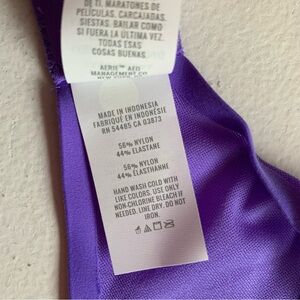 DE TI. MARATONES DE
PELÍCULAS. CARCAJADAS.
SIESTAS. BAILAR COMO
SI FUERA LA ÚLTIMA VEZ.
TODAS ESAS
COSAS BUENAS.
AERIE™ AEO
MANAGEMENT CO.
MADE IN INDONESIA
FABRIQUÉ EN INDONÉSIE
RN 54485 CA 03873
56% NYLON
44% ELASTANE
56% NYLON
44% ÉLASTHANNE
HAND WASH COLD WITH
LIKE COLORS. USE ONLY
NON-CHLORINE BLEACH IF
NEEDED. LINE DRY. DO NOT
IRON.